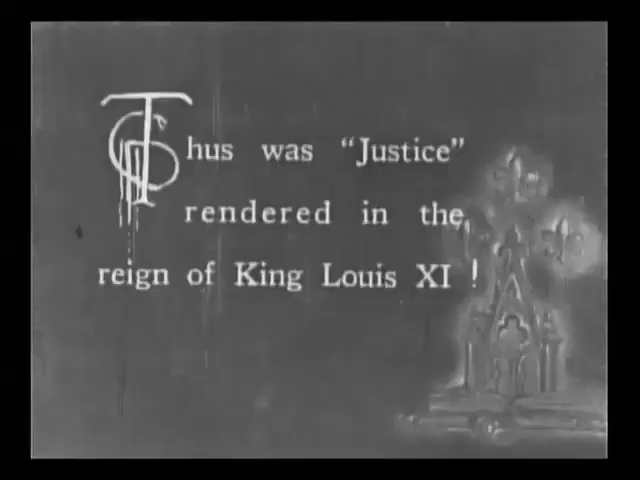 Thus was “Justice”
rendered in the
reign of King Louis XI !